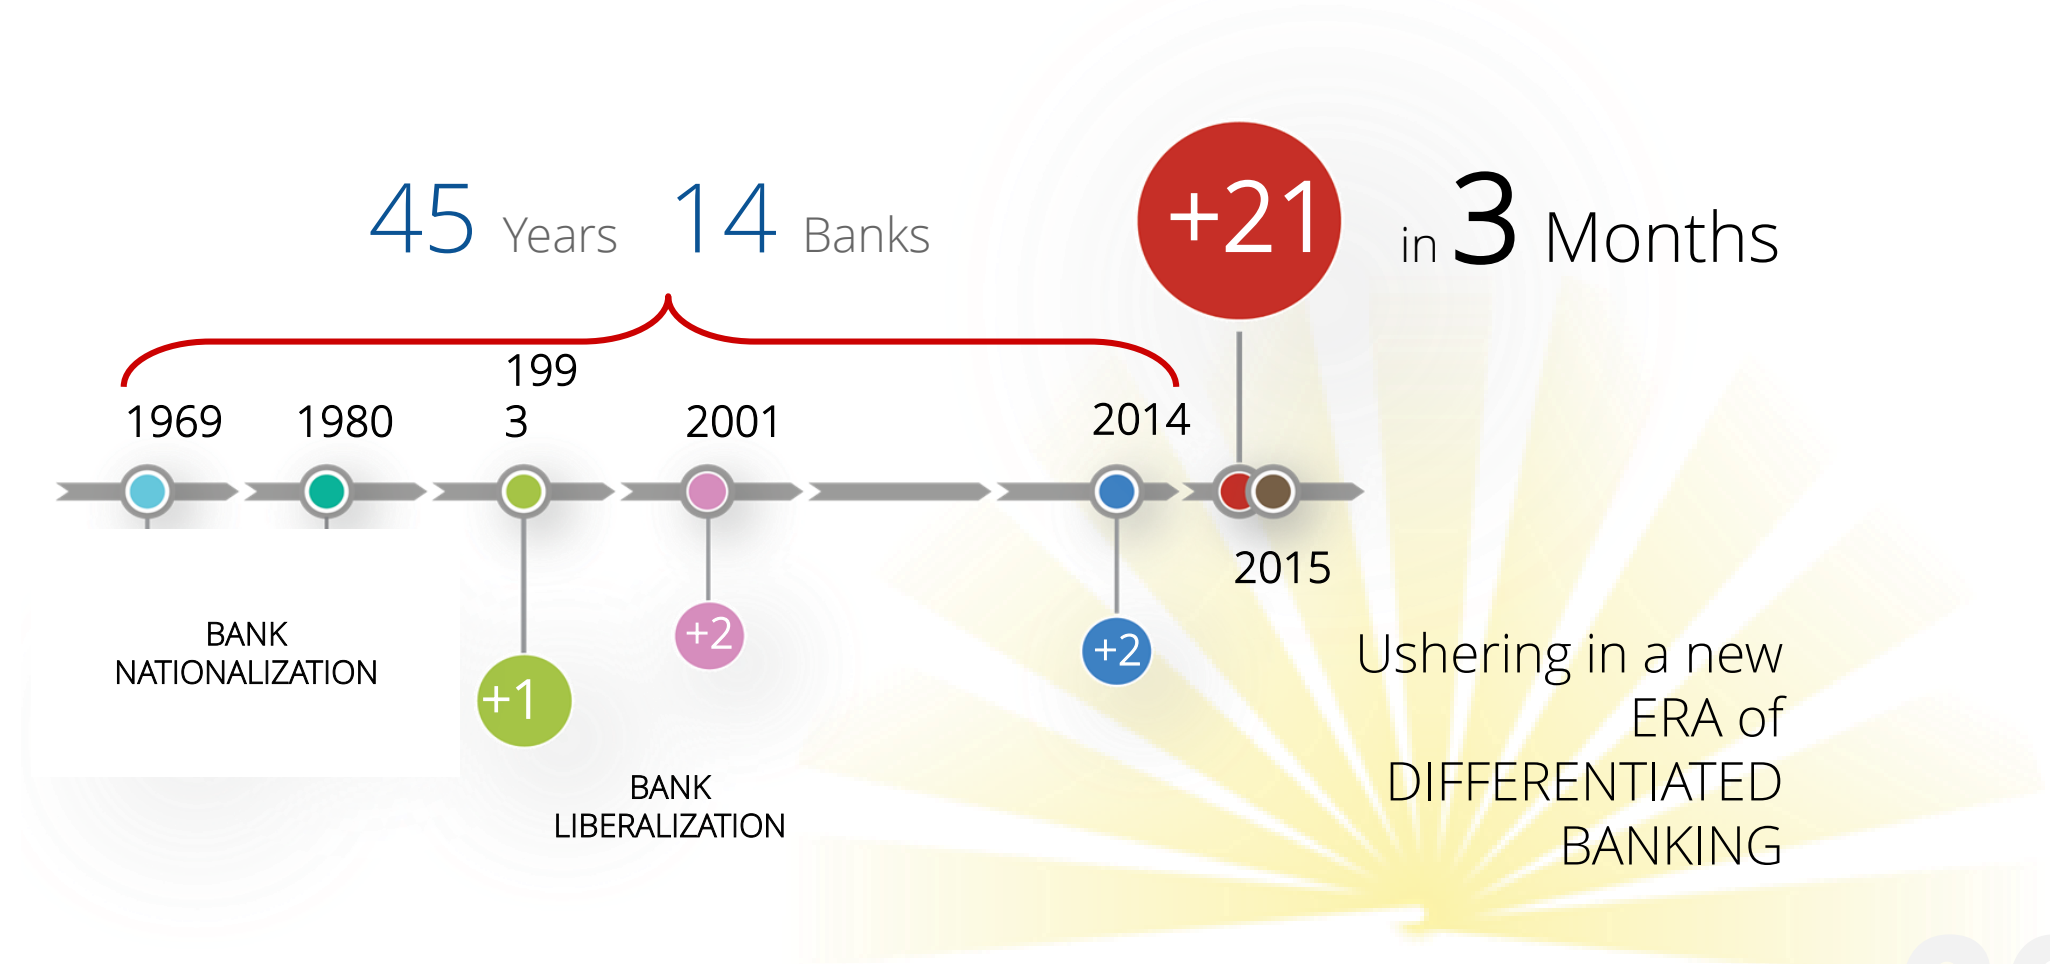 45 Years 14 Banks
+21
in 3 Months
199
1969 1980 3 2001 2014
2015
BANK
NATIONALIZATION
+1
+2
+2
BANK
LIBERALIZATION
Ushering in a new
ERA of
DIFFERENTIATED
BANKING